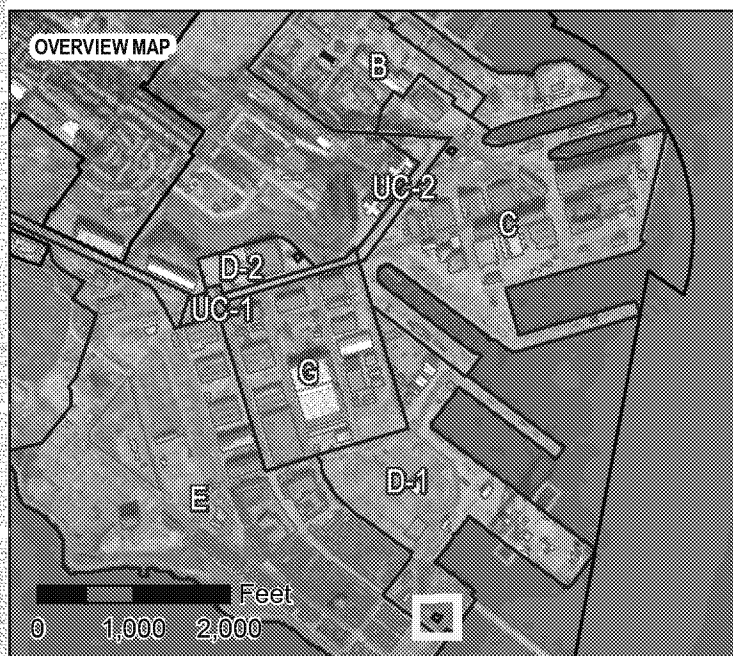 OVERVIEW MAP
B
UC-2
C
D-2
UC-1
G
D-1
E
Feet
0 1,000 2,000